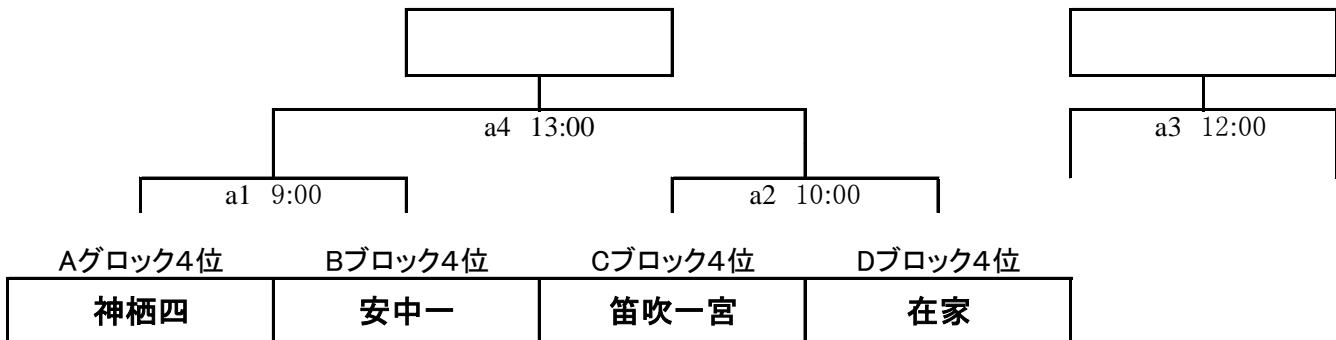 a4 13:00
a3 12:00
a1 9:00
a2 10:00
Aグロック4位
Bブロック4位
Cブロック4位
Dブロック4位
神栖四
安中一
笛吹一宮
在家